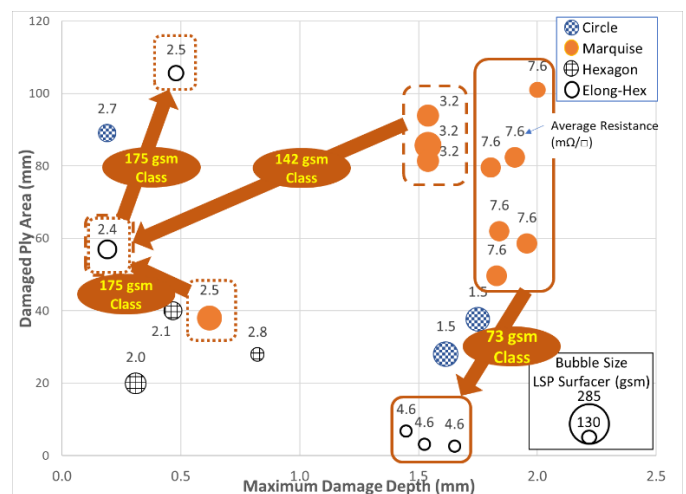 120
100
80
60
40
20
0
Damaged Ply Area (mm)
0.0
0.5
1.0
1.5
2.0
2.5
Maximum Damage Depth (mm)
Circle
Marquise
Hexagon
Elong-Hex
2.5
2.7
175 gsm
Class
142 gsm
Class
3.2
3.2
3.2
7.6
7.6
7.6
7.6
7.6
7.6
Average Resistance
(mΩ/□)
2.4
175 gsm
Class
2.5
2.1
2.0
2.8
1.5
1.5
73 gsm
Class
4.6
4.6
4.6
Bubble Size
LSP Surfacer (gsm)
285
130